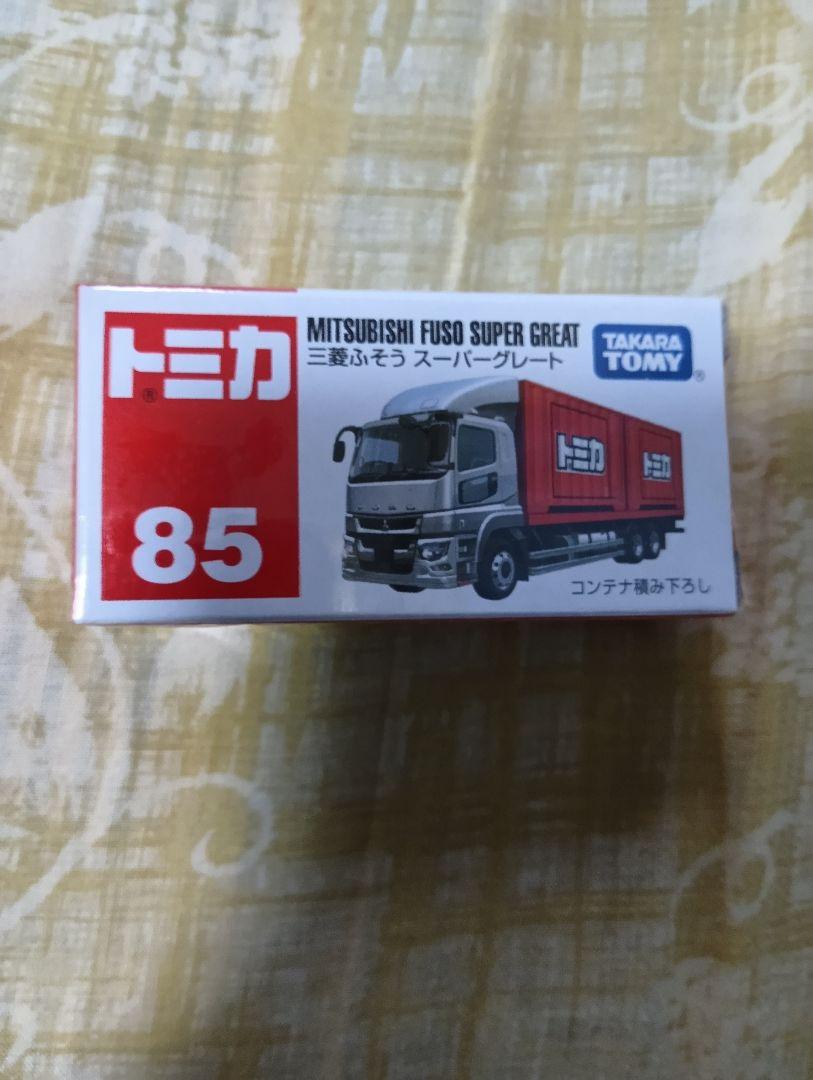 トミカ
®
85
MITSUBISHI FUSO SUPER GREAT
三菱ふそう スーパーグレート
TAKARA
TOMY
®
FUSO
トミカ
トミカ
コンテナ積み下ろし